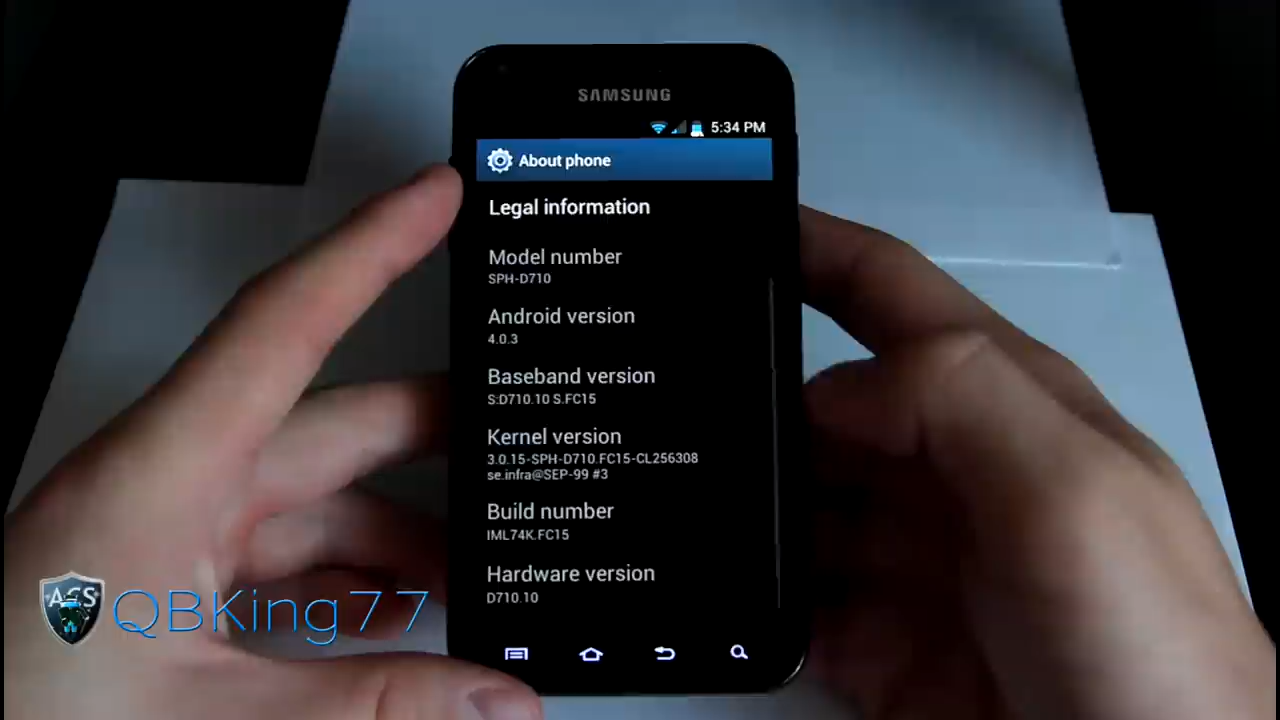 SAMSUNG
5:34 PM
About phone
Legal information
Model number
SPH-D710
Android version
4.0.3
Baseband version
S:D710.10 S.FC15
Kernel version
3.0.15-SPH-D710.FC15-CL256308
se.infra@SEP-99 #3
Build number
IML74K.FC15
Hardware version
D710.10
ACS
QBKing77